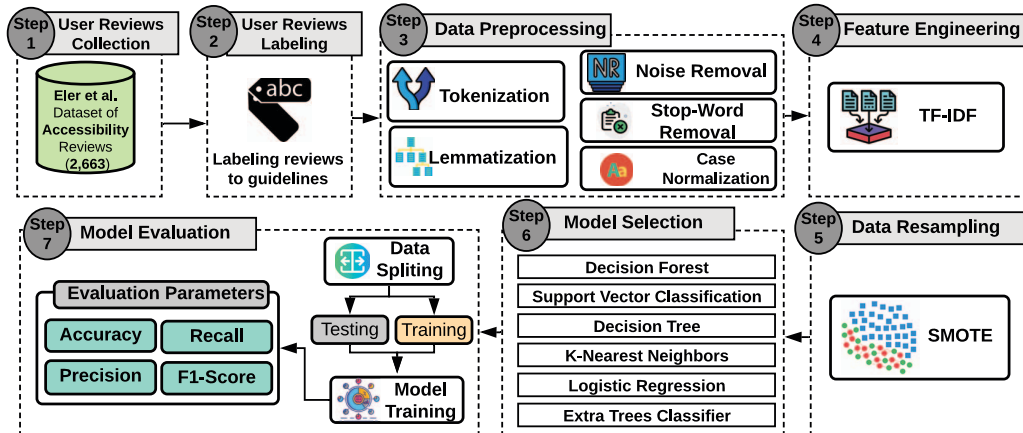 Step
1
User Reviews
Collection
Eler et al.
Dataset of
Accessibility
Reviews
(2,663)
Step
2
User Reviews
Labeling
abc
Labeling reviews
to guidelines
Step
3
Data Preprocessing
Tokenization
Lemmatization
NR
Noise Removal
Stop-Word
Removal
Aa
Case
Normalization
Step
4
Feature Engineering
TF-IDF
Step
5
Data Resampling
SMOTE
Step
6
Model Selection
Decision Forest
Support Vector Classification
Decision Tree
K-Nearest Neighbors
Logistic Regression
Extra Trees Classifier
Step
7
Model Evaluation
Data
Spliting
Testing
Training
Model
Training
Evaluation Parameters
Accuracy
Recall
Precision
F1-Score